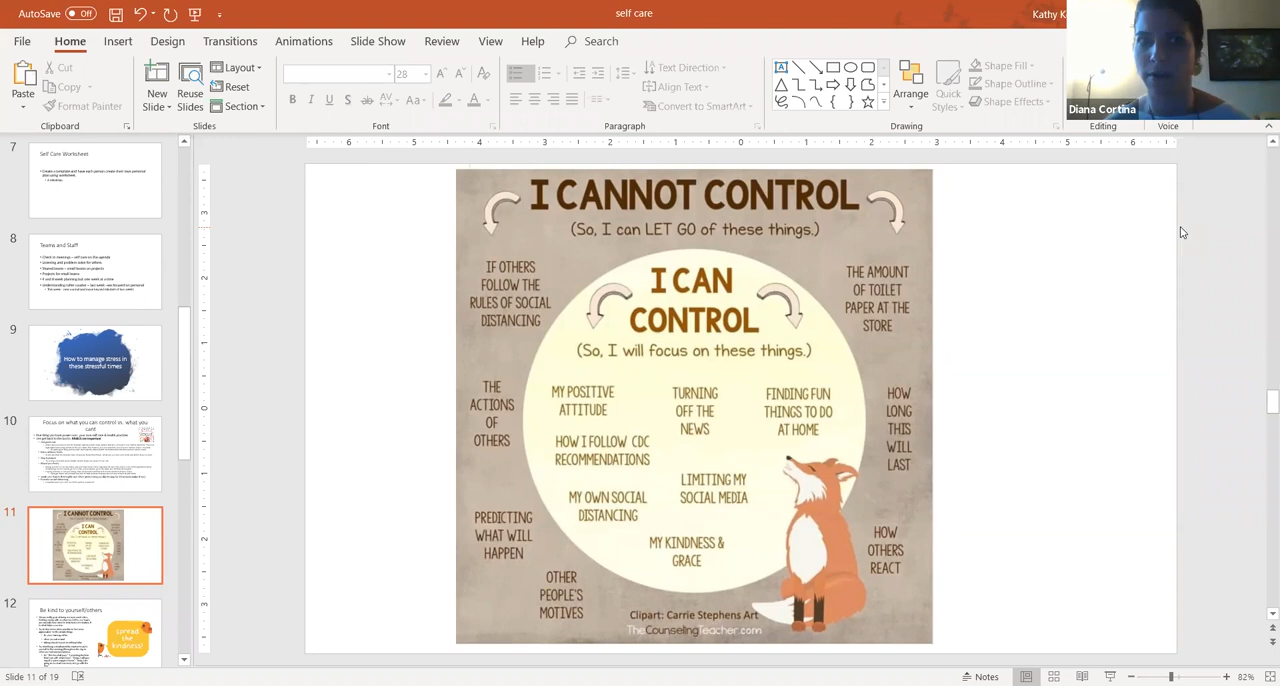 AutoSave Off
self care
Kathy K
File Home Insert Design Transitions Animations Slide Show Review View Help Search
Diana Cortina
Paste
Cut
Copy
Format Painter
Clipboard
New Slide
Reuse Slides
Layout
Reset
Section
Slides
28
Font
Text Direction
Align Text
Convert to SmartArt
Paragraph
Arrange
Quick Styles
Shape Fill
Shape Outline
Shape Effects
Drawing
Editing
Voice
7
Self Care Worksheet
8
Teams and Staff
9
How to manage stress in
these stressful times
10
Focus on what you can control vs. what you
cant
11
12
Be kind to yourself/others
spread
the
kindness!
I CANNOT CONTROL
(So, I can LET GO of these things.)
IF OTHERS
FOLLOW THE
RULES OF SOCIAL
DISTANCING
THE AMOUNT
OF TOILET
PAPER AT THE
STORE
I CAN
CONTROL
(So, I will focus on these things.)
THE
ACTIONS
OF
OTHERS
MY POSITIVE
ATTITUDE
TURNING
OFF THE
NEWS
FINDING FUN
THINGS TO DO
AT HOME
HOW
LONG
THIS
WILL
LAST
HOW I FOLLOW CDC
RECOMMENDATIONS
LIMITING MY
SOCIAL MEDIA
MY OWN SOCIAL
DISTANCING
PREDICTING
WHAT WILL
HAPPEN
MY KINDNESS &
GRACE
HOW
OTHERS
REACT
OTHER
PEOPLE'S
MOTIVES
Clipart: Carrie Stephens Art
TheCounselingTeacher.com
Slide 11 of 19
Notes
82%